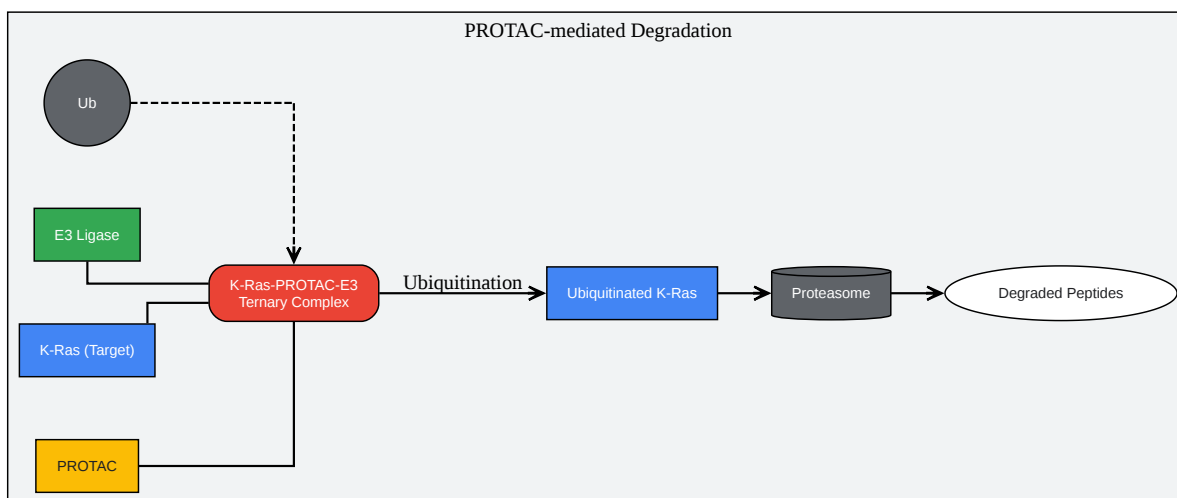 PROTAC-mediated Degradation
Ub
E3 Ligase
K-Ras-PROTAC-E3
Ternary Complex
Ubiquitination
Ubiquitinated K-Ras
Proteasome
Degraded Peptides
K-Ras (Target)
PROTAC